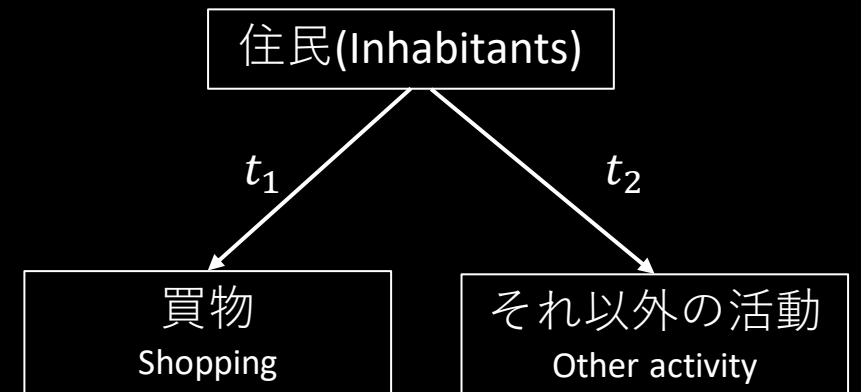 住民(Inhabitants)
t₁
t₂
買物
Shopping
それ以外の活動
Other activity